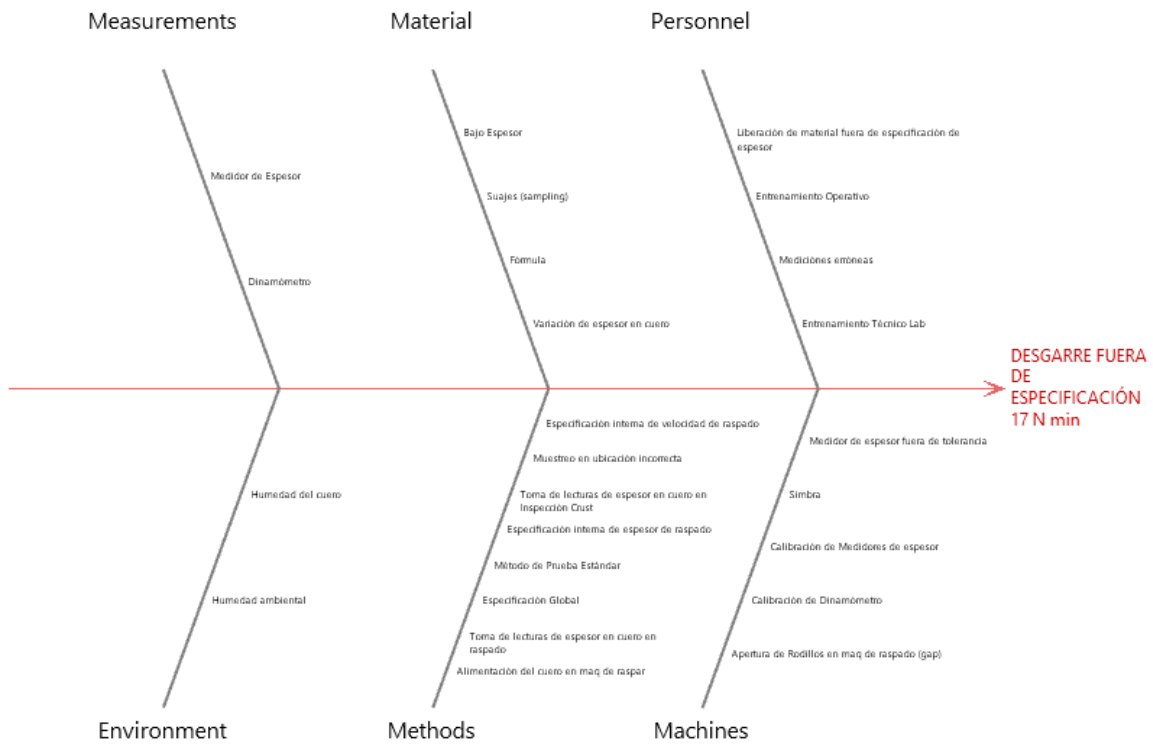 Measurements
Material
Personnel
Medidor de Espesor
Dinamómetro
Bajo Espesor
Suajes (sampling)
Fórmula
Variación de espesor en cuero
Liberación de material fuera de especificación de
espesor
Entrenamiento Operativo
Mediciónes erróneas
Entrenamiento Técnico Lab
DESGARRE FUERA
DE
ESPECIFICACIÓN
17 N min
Humedad del cuero
Humedad ambiental
Especificación interna de velocidad de raspado
Muestreo en ubicación incorrecta
Toma de lecturas de espesor en cuero en
Inspección Crust
Especificación interna de espesor de raspado
Método de Prueba Estándar
Especificación Global
Toma de lecturas de espesor en cuero en
raspado
Alimentación del cuero en maq de raspar
Medidor de espesor fuera de tolerancia
Simbra
Calibración de Medidores de espesor
Calibración de Dinamómetro
Apertura de Rodillos en maq de raspado (gap)
Environment
Methods
Machines